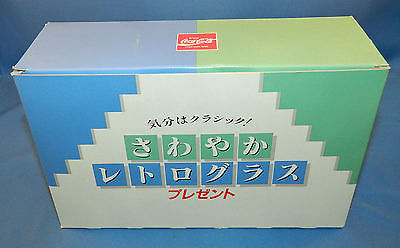 気分はクラシック!
さわやか
レトログラス
プレゼント